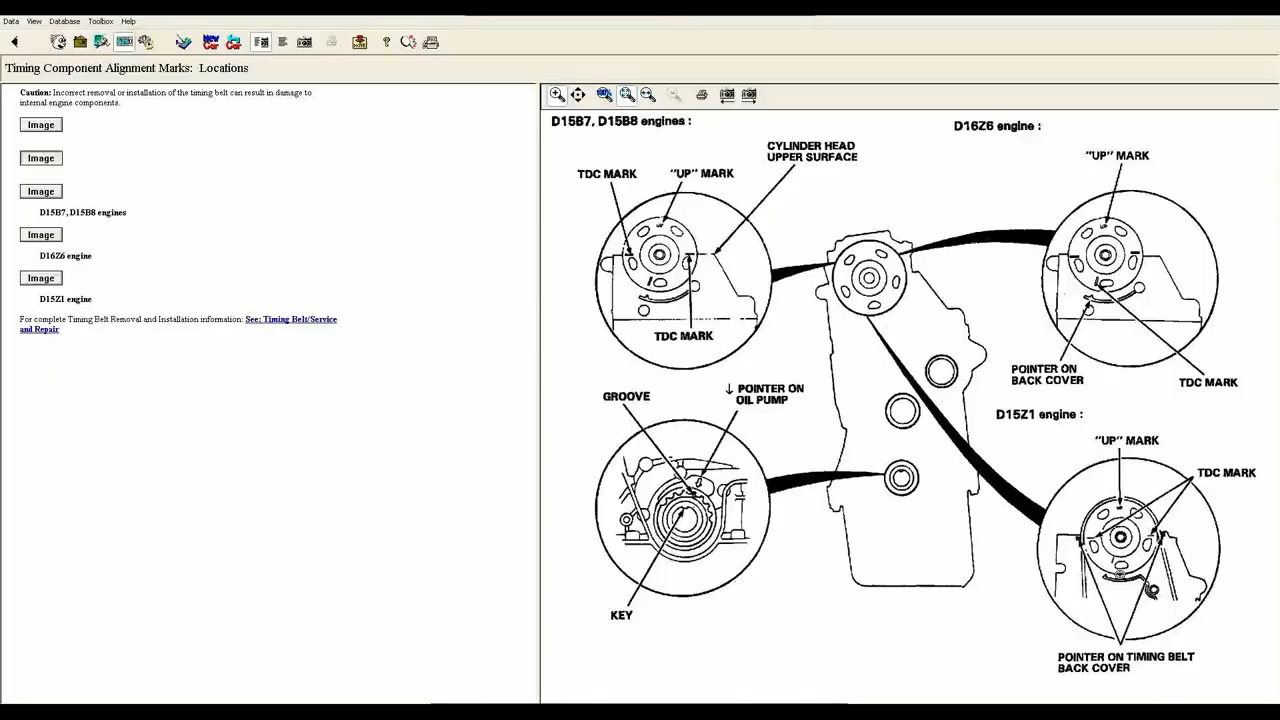 Data View Database Toolbox Help
New Car
NOTE
Timing Component Alignment Marks: Locations
Caution: Incorrect removal or installation of the timing belt can result in damage to
internal engine components.
Image
Image
Image
D15B7, D15B8 engines
Image
D16Z6 engine
Image
D15Z1 engine
For complete Timing Belt Removal and Installation information: See: Timing Belt/Service
and Repair
D15B7, D15B8 engines :
CYLINDER HEAD
UPPER SURFACE
TDC MARK
"UP" MARK
TDC MARK
D16Z6 engine :
"UP" MARK
POINTER ON
BACK COVER
TDC MARK
GROOVE
↓ POINTER ON
OIL PUMP
KEY
D15Z1 engine :
"UP" MARK
TDC MARK
POINTER ON TIMING BELT
BACK COVER